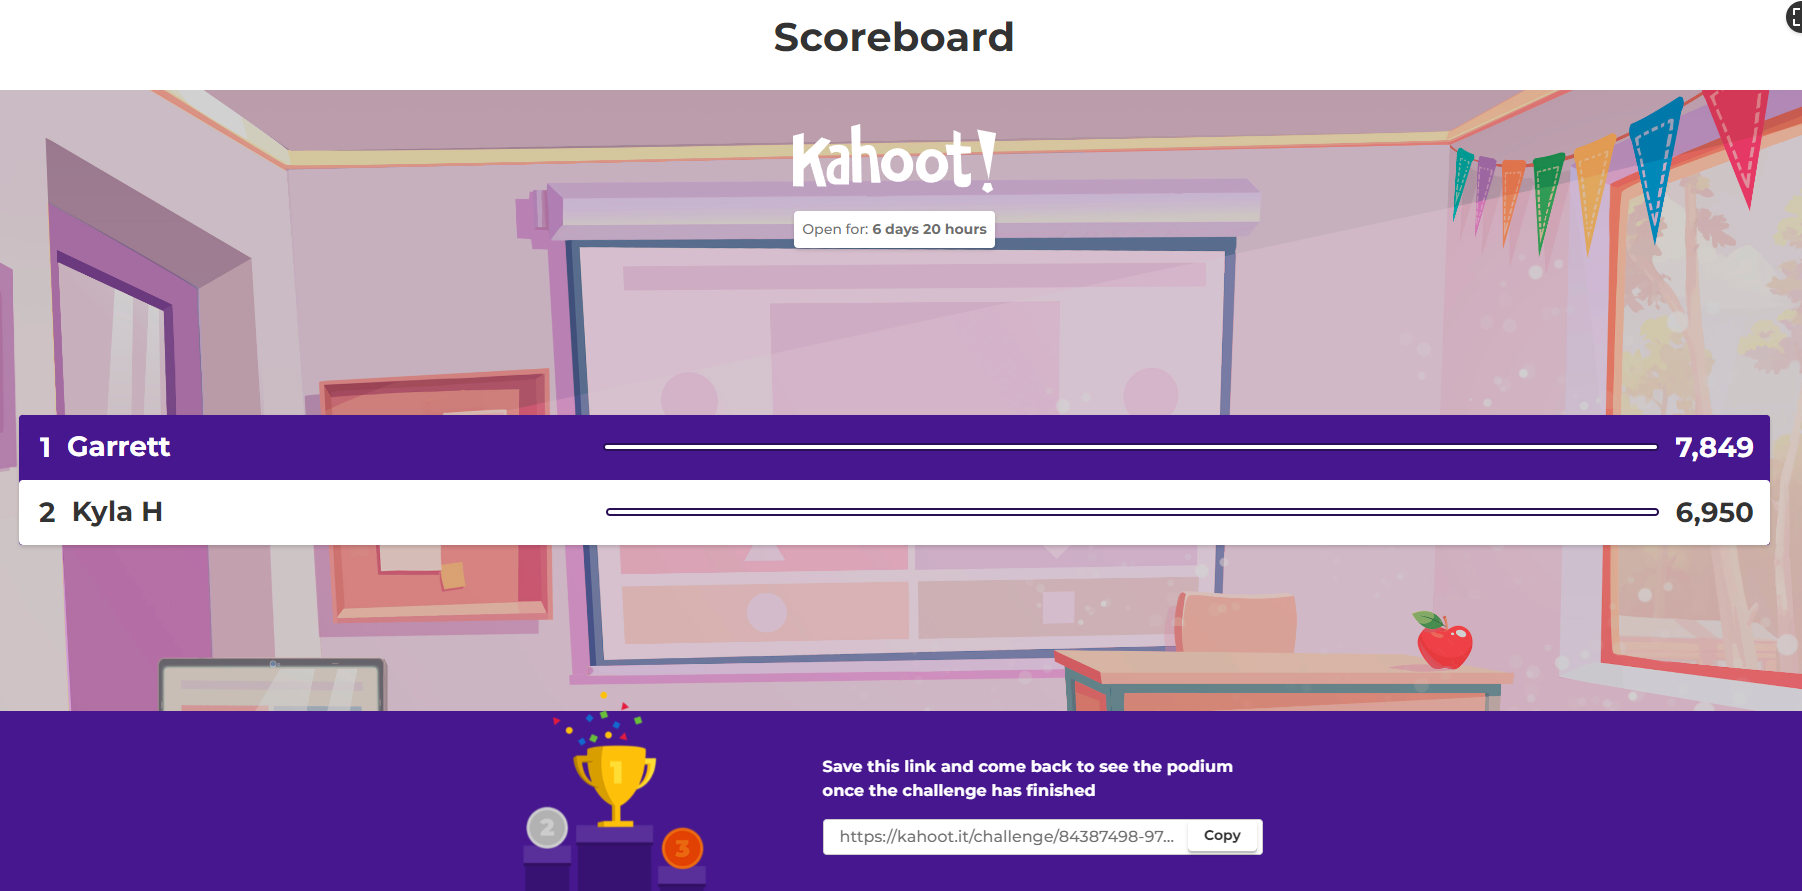 Scoreboard
Kahoot!
Open for: 6 days 20 hours
1 Garrett 7,849
2 Kyla H 6,950
1
2
3
Save this link and come back to see the podium
once the challenge has finished
https://kahoot.it/challenge/84387498-97... Copy